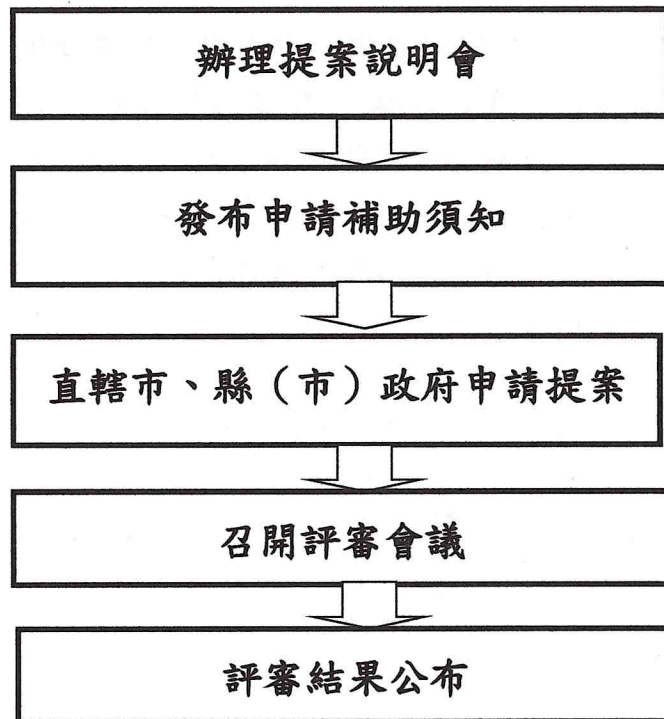 辦理提案說明會
發布申請補助須知
直轄市、縣（市）政府申請提案
召開評審會議
評審結果公布